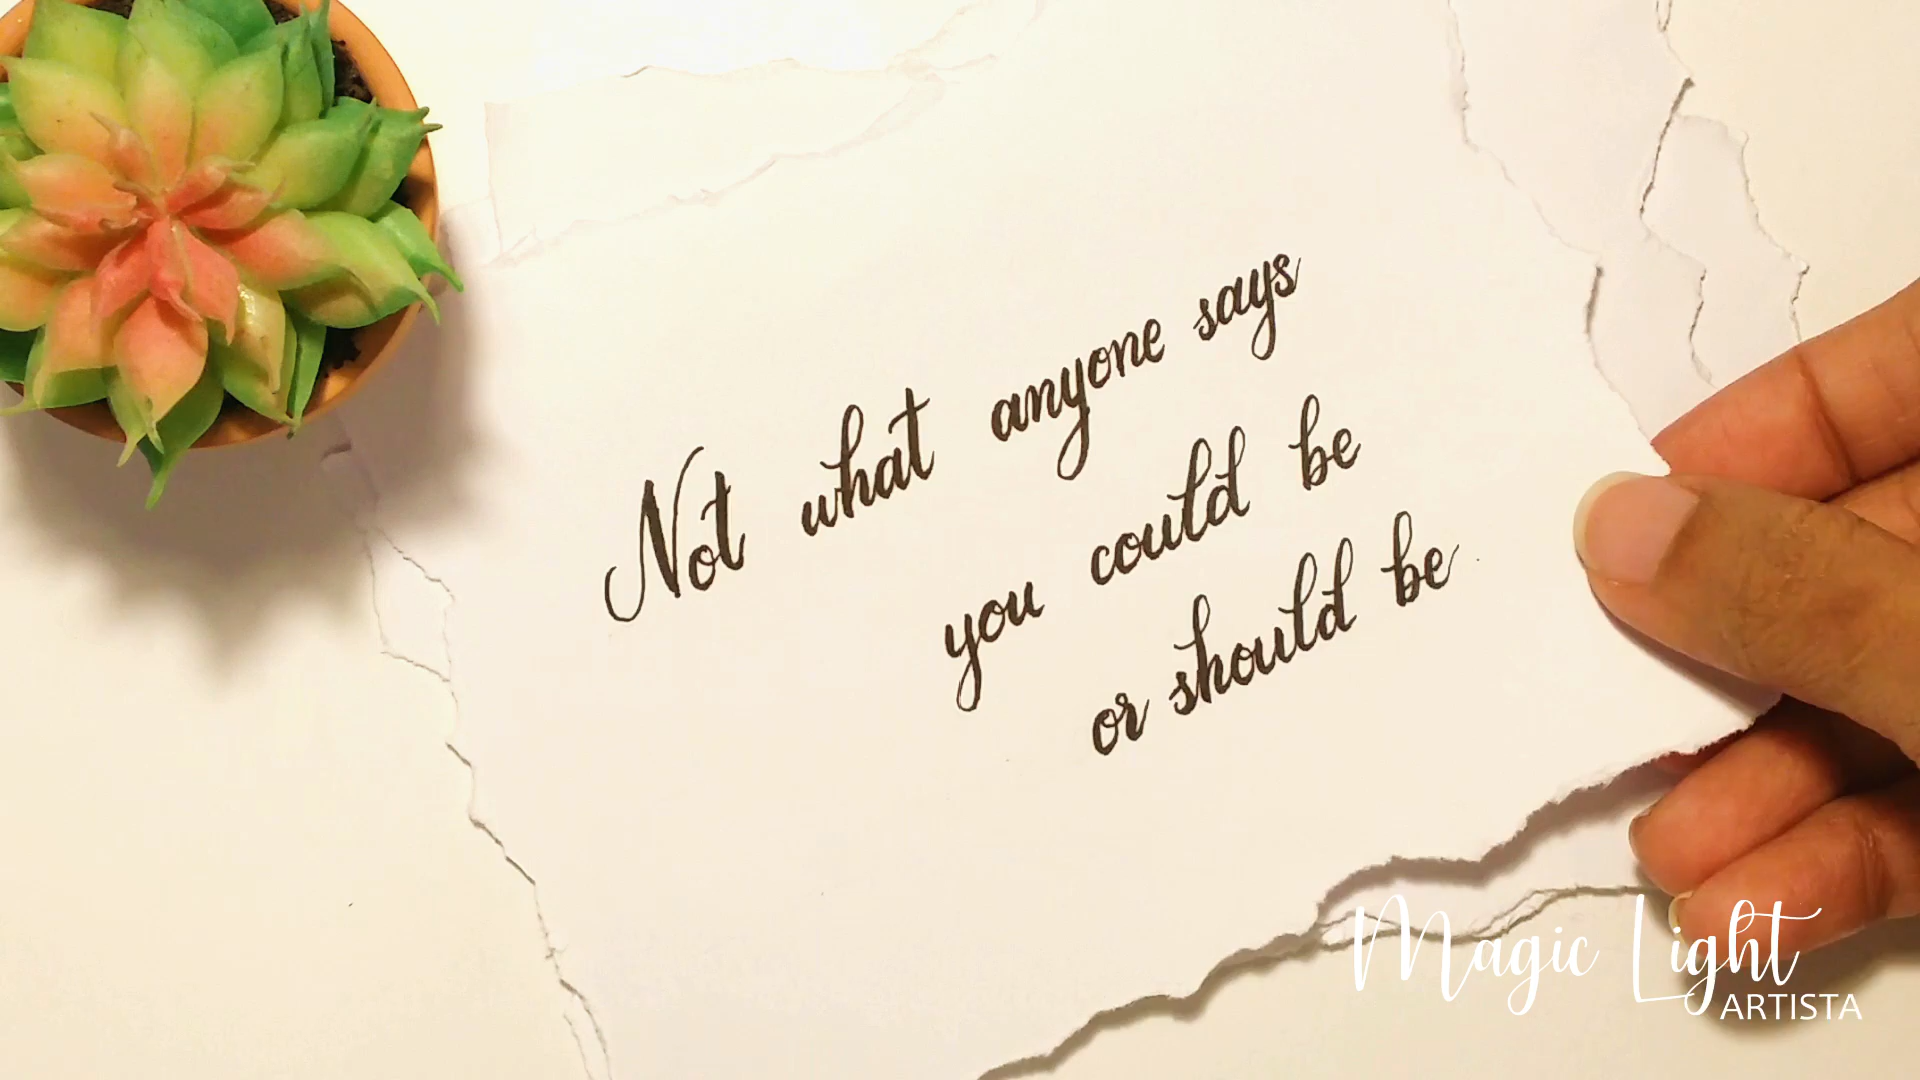 Not what anyone says
you could be
or should be
Magic Light
ARTISTA